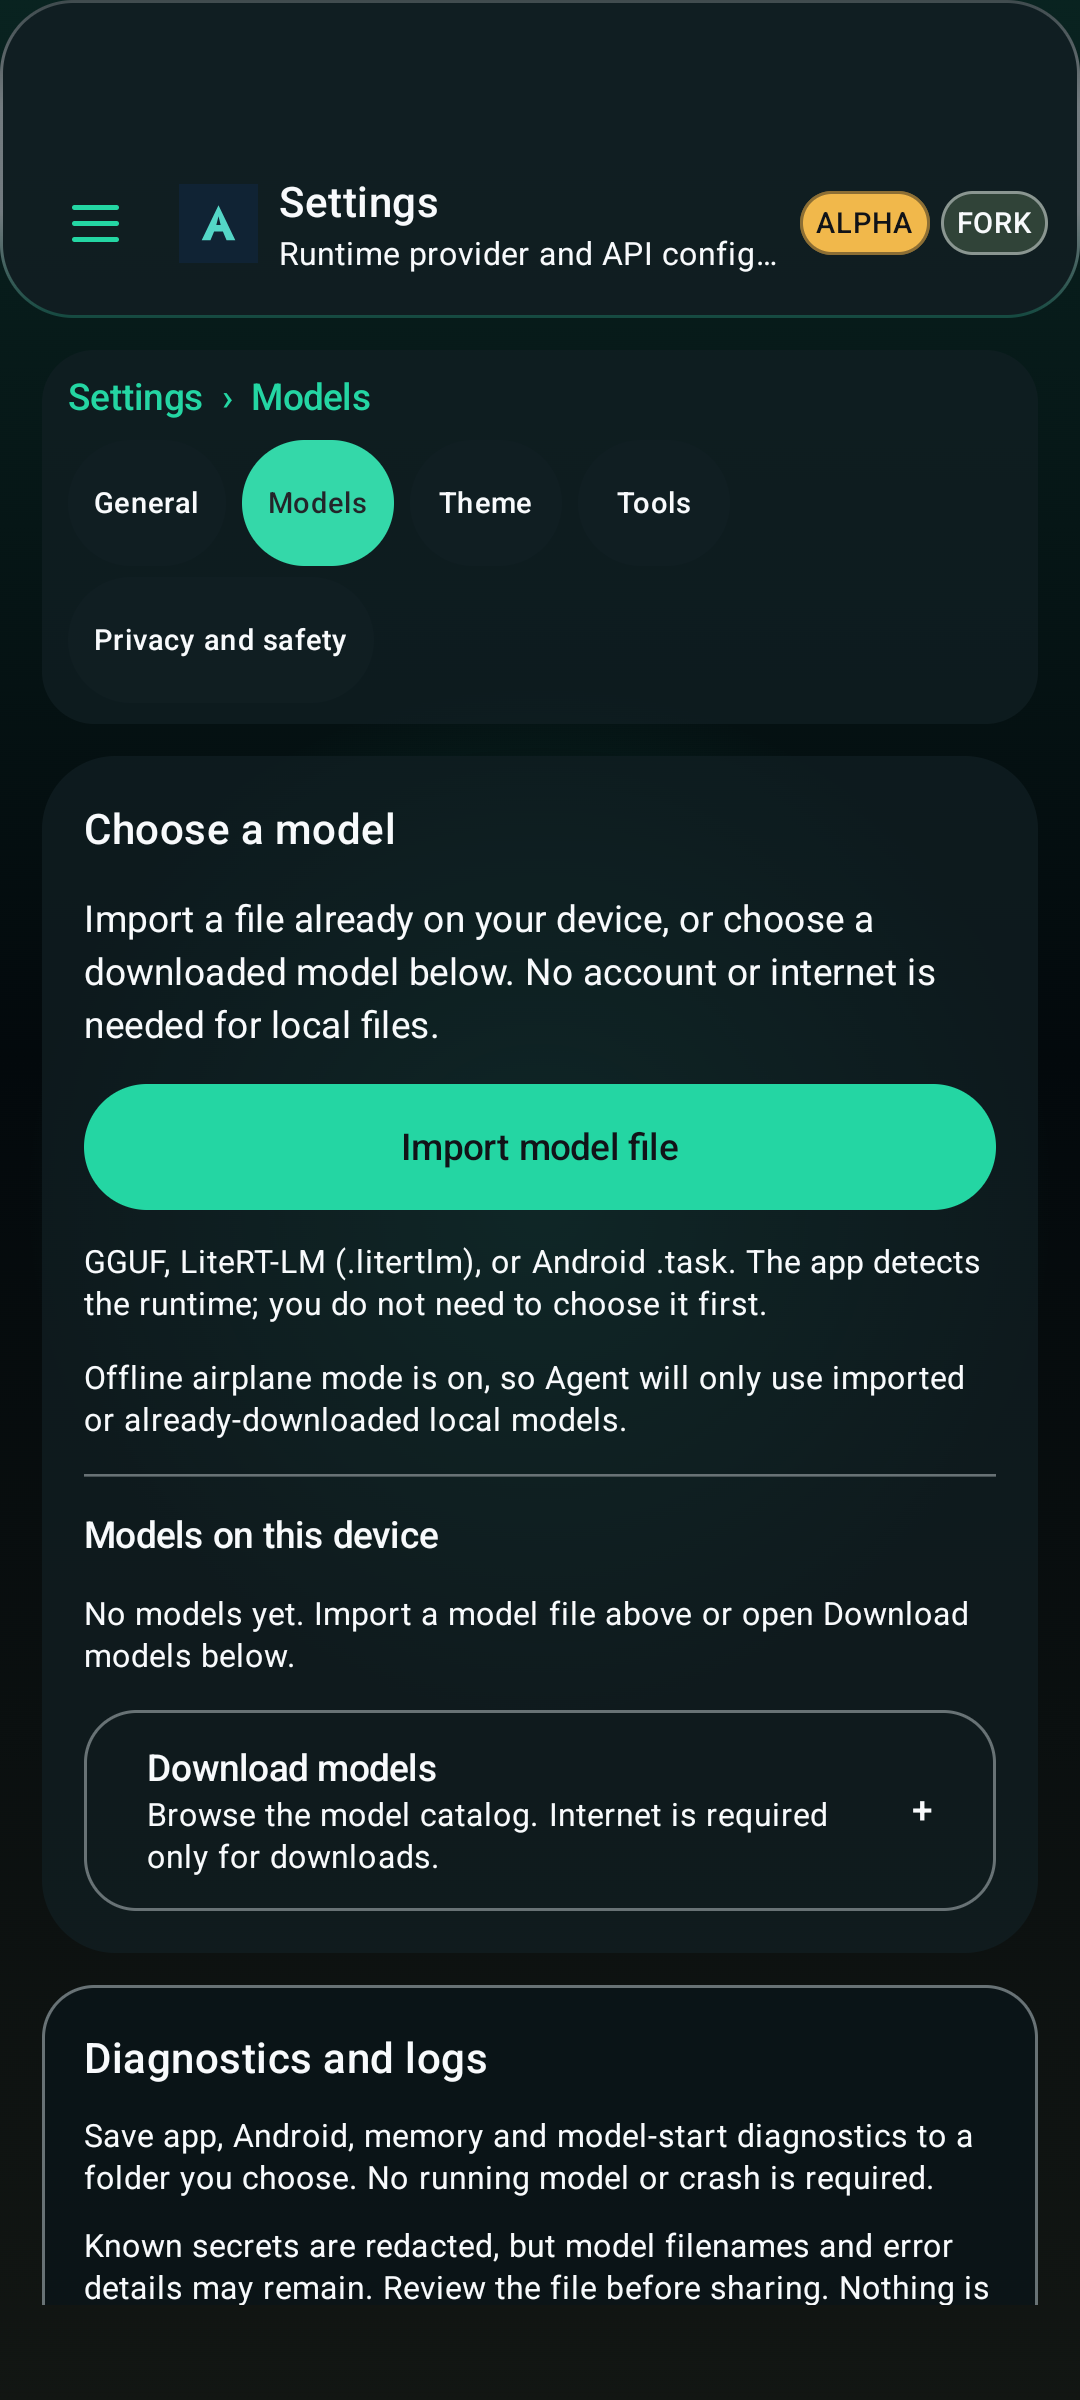 Settings
Runtime provider and API config…
ALPHA
FORK
Settings › Models
General
Models
Theme
Tools
Privacy and safety
Choose a model
Import a file already on your device, or choose a
downloaded model below. No account or internet is
needed for local files.
Import model file
GGUF, LiteRT-LM (.litertlm), or Android .task. The app detects
the runtime; you do not need to choose it first.
Offline airplane mode is on, so Agent will only use imported
or already-downloaded local models.
Models on this device
No models yet. Import a model file above or open Download
models below.
Download models
Browse the model catalog. Internet is required
only for downloads.
+
Diagnostics and logs
Save app, Android, memory and model-start diagnostics to a
folder you choose. No running model or crash is required.
Known secrets are redacted, but model filenames and error
details may remain. Review the file before sharing. Nothing is